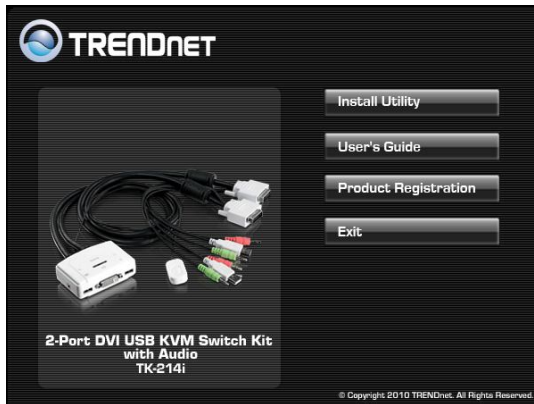 TRENDNET
Install Utility
User's Guide
Product Registration
Exit
2-Port DVI USB KVM Switch Kit
with Audio
TK-214i
© Copyright 2010 TRENDnet. All Rights Reserved.